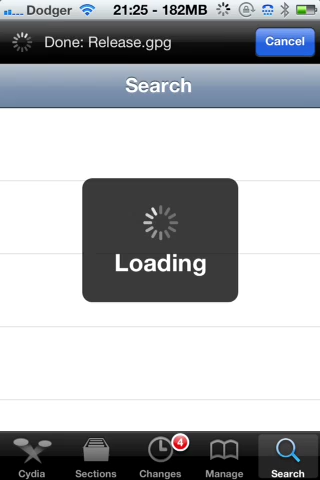 Dodger 21:25 - 182MB
Done: Release.gpg Cancel
Search
Loading
4
Cydia Sections Changes Manage Search